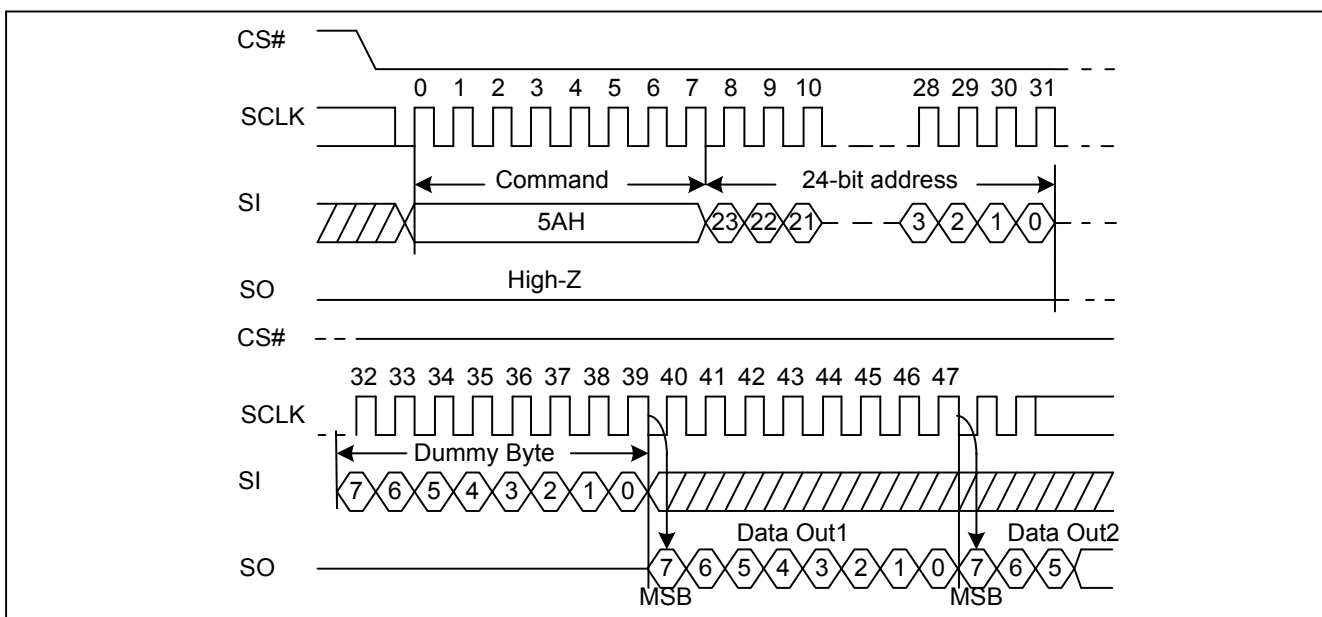 CS#
0 1 2 3 4 5 6 7 8 9 10 28 29 30 31
SCLK
Command 24-bit address
SI
5AH 23 22 21 3 2 1 0
High-Z
SO
CS#
32 33 34 35 36 37 38 39 40 41 42 43 44 45 46 47
SCLK
Dummy Byte
SI
7 6 5 4 3 2 1 0
Data Out1 Data Out2
SO
7 6 5 4 3 2 1 0 7 6 5
MSB MSB